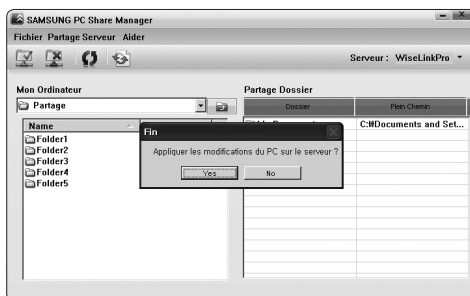 SAMSUNG PC Share Manager
Fichier Partage Serveur Aider
Serveur : WiseLinkPro
Mon Ordinateur
Partage Dossier
Partage
Dossier Plein Chemin
Name
C:₩Documents and Set...
Folder1
Folder2
Folder3
Folder4
Folder5
Fin
Appliquer les modifications du PC sur le serveur ?
Yes No